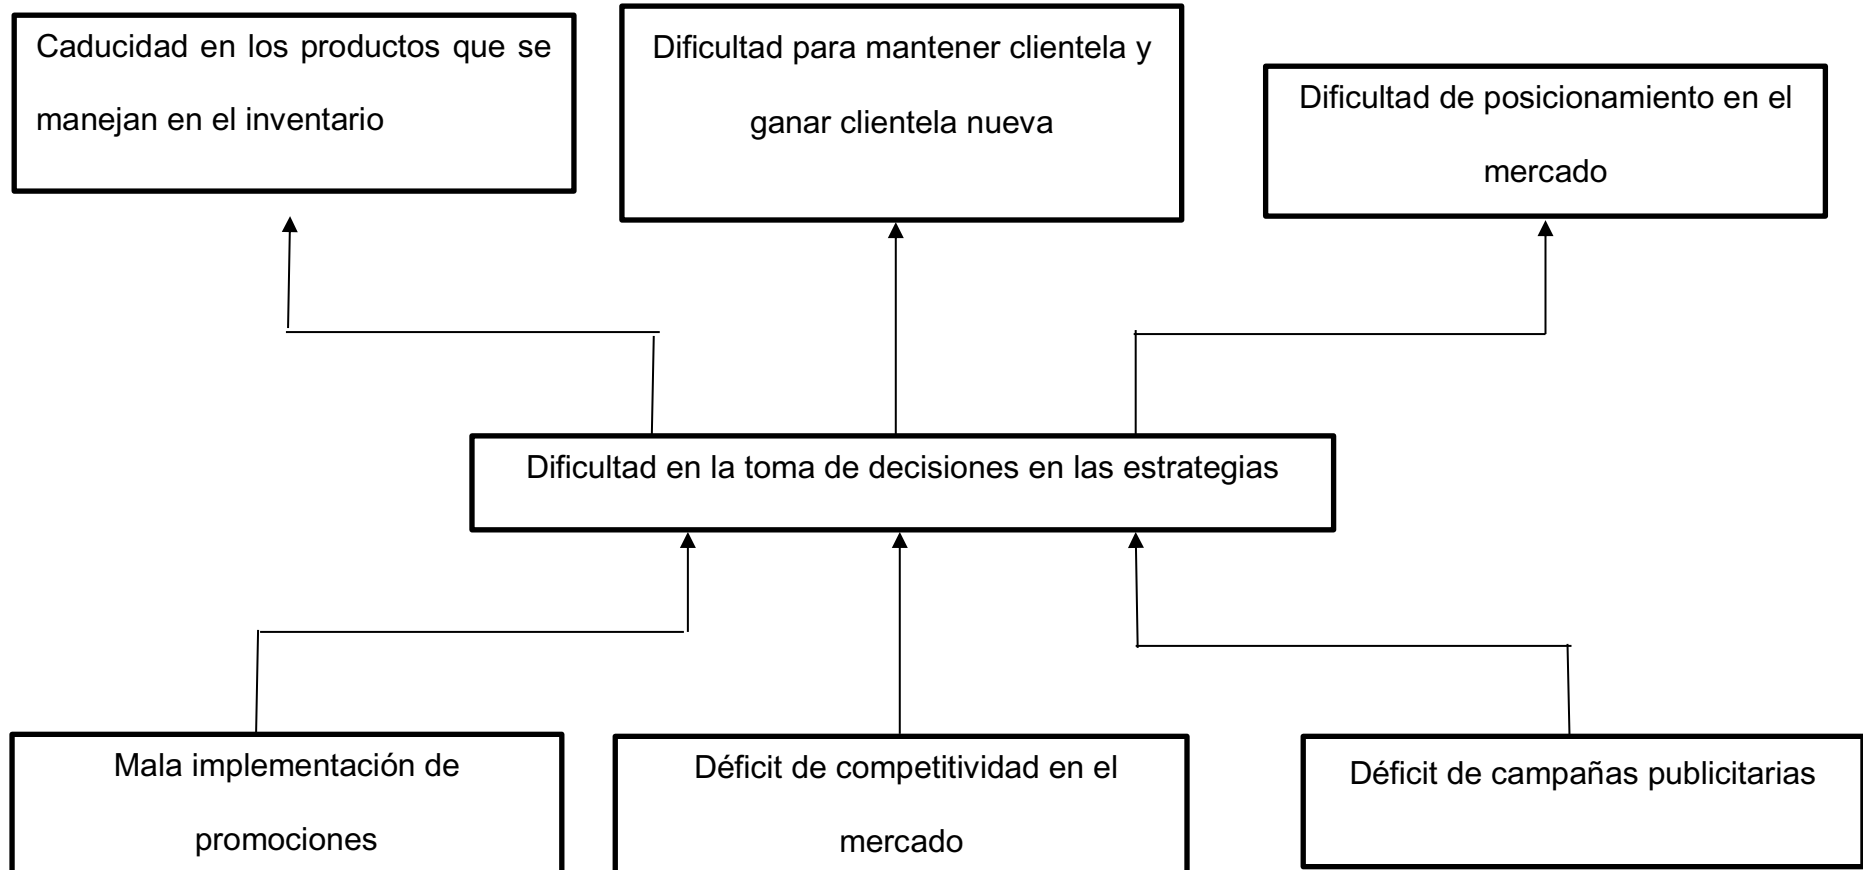 Caducidad en los productos que se
manejan en el inventario
Dificultad para mantener clientela y
ganar clientela nueva
Dificultad de posicionamiento en el
mercado
Dificultad en la toma de decisiones en las estrategias
Mala implementación de
promociones
Déficit de competitividad en el
mercado
Déficit de campañas publicitarias